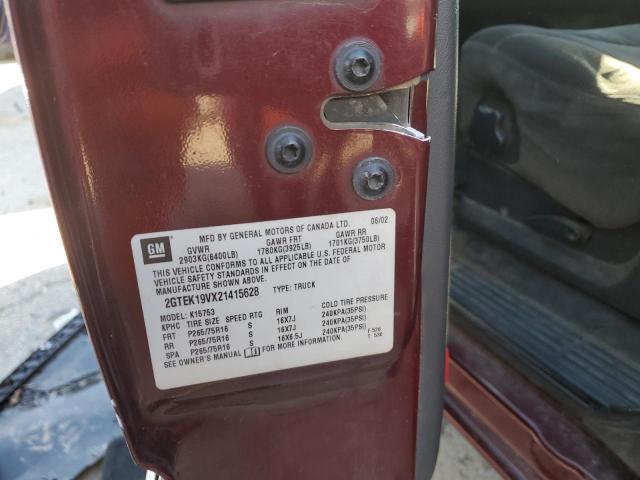 GM
MFD BY GENERAL MOTORS OF CANADA LTD. 06/02
GVWR GAWR FRT GAWR RR
2903KG(6400LB) 1780KG(3925LB) 1701KG(3750LB)
THIS VEHICLE CONFORMS TO ALL APPLICABLE U.S. FEDERAL MOTOR
VEHICLE SAFETY STANDARDS IN EFFECT ON THE DATE OF
MANUFACTURE SHOWN ABOVE.
2GTEK19VX21415628 TYPE: TRUCK
MODEL: K15753
KPHC TIRE SIZE SPEED RTG RIM COLD TIRE PRESSURE
FRT P265/75R16 S 16X7J 240KPA(35PSI)
RR P265/75R16 S 16X7J 240KPA(35PSI)
SPA P265/75R16 S 16X6.5J 240KPA(35PSI)
SEE OWNER'S MANUAL FOR MORE INFORMATION.